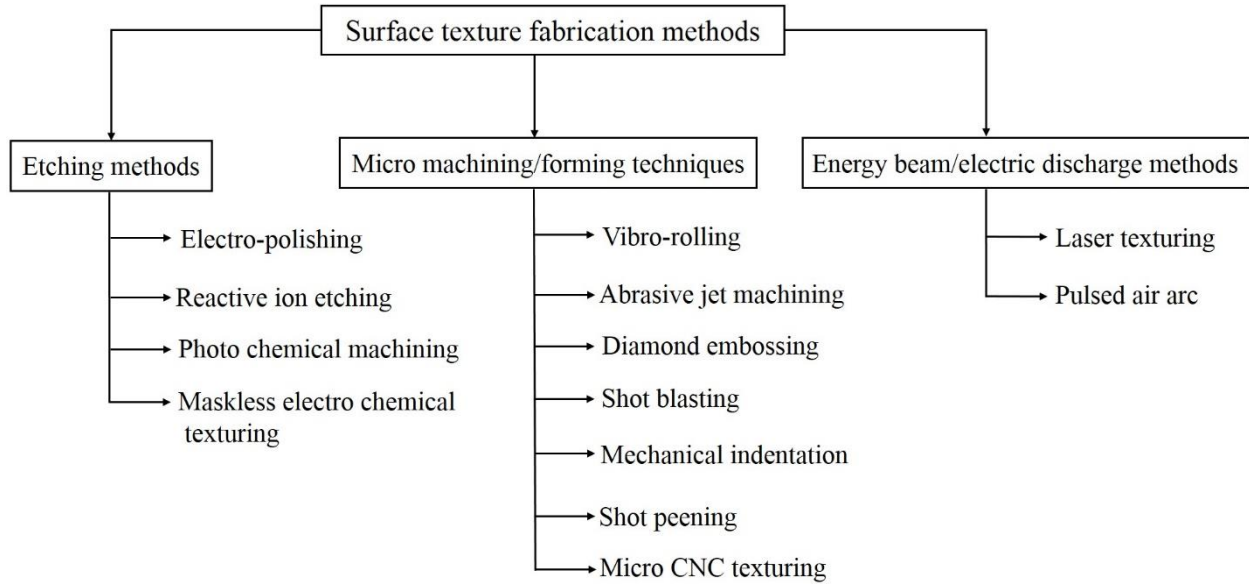 Surface texture fabrication methods
Etching methods
Electro-polishing
Reactive ion etching
Photo chemical machining
Maskless electro chemical
texturing
Micro machining/forming techniques
Vibro-rolling
Abrasive jet machining
Diamond embossing
Shot blasting
Mechanical indentation
Shot peening
Micro CNC texturing
Energy beam/electric discharge methods
Laser texturing
Pulsed air arc